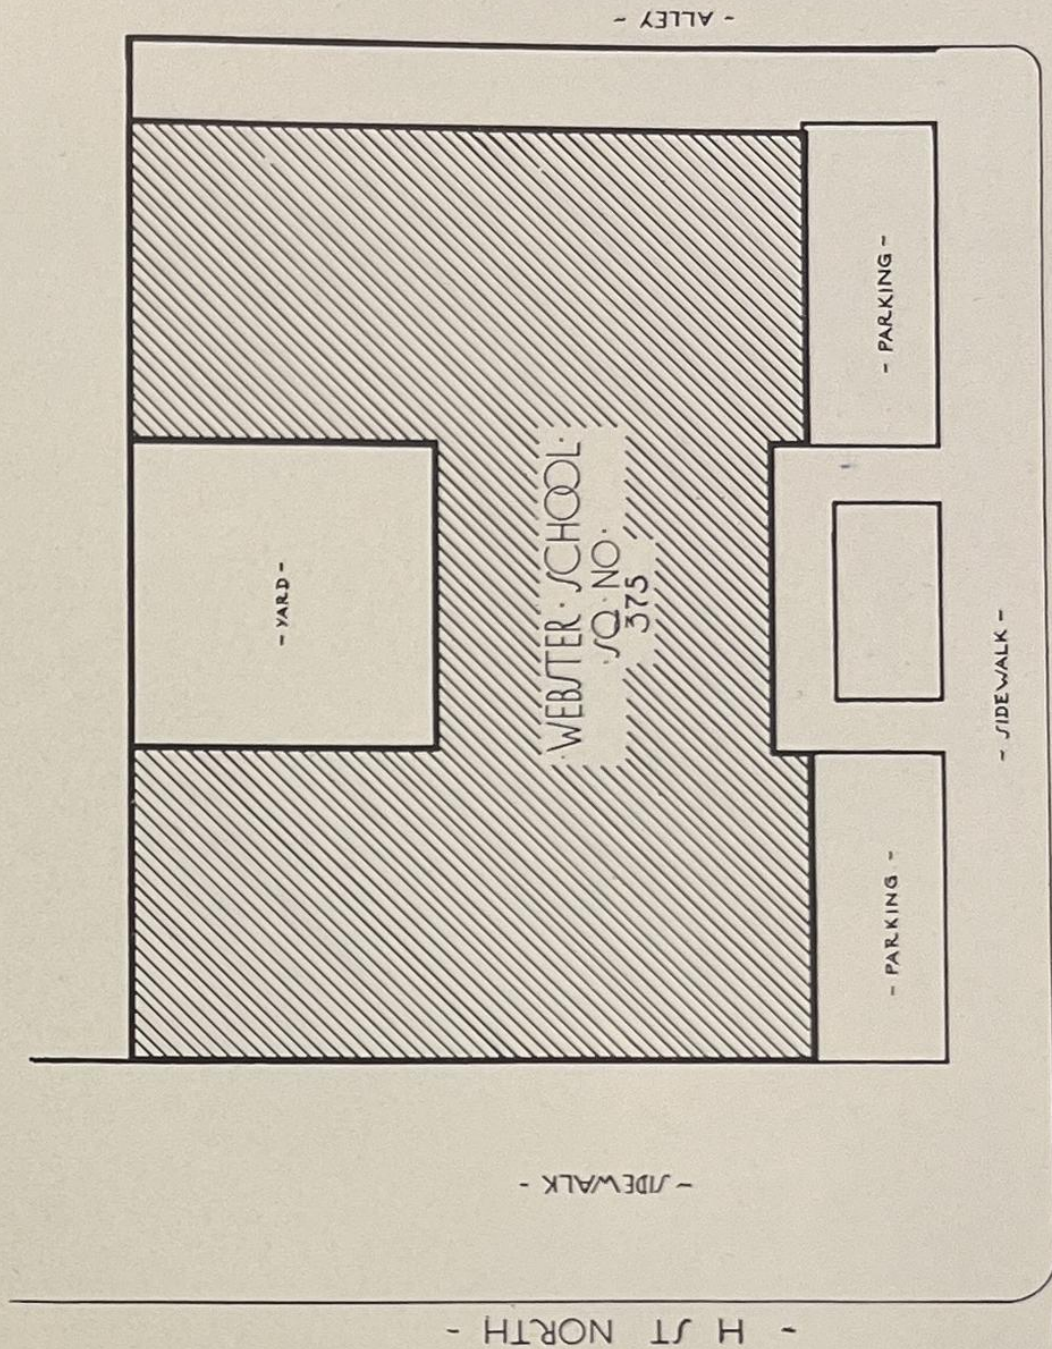 - ALLEY -
- PARKING -
- YARD -
WEBSTER · SCHOOL ·
· SQ · NO ·
375
- SIDEWALK -
- PARKING -
- SIDEWALK -
- H ST NORTH -